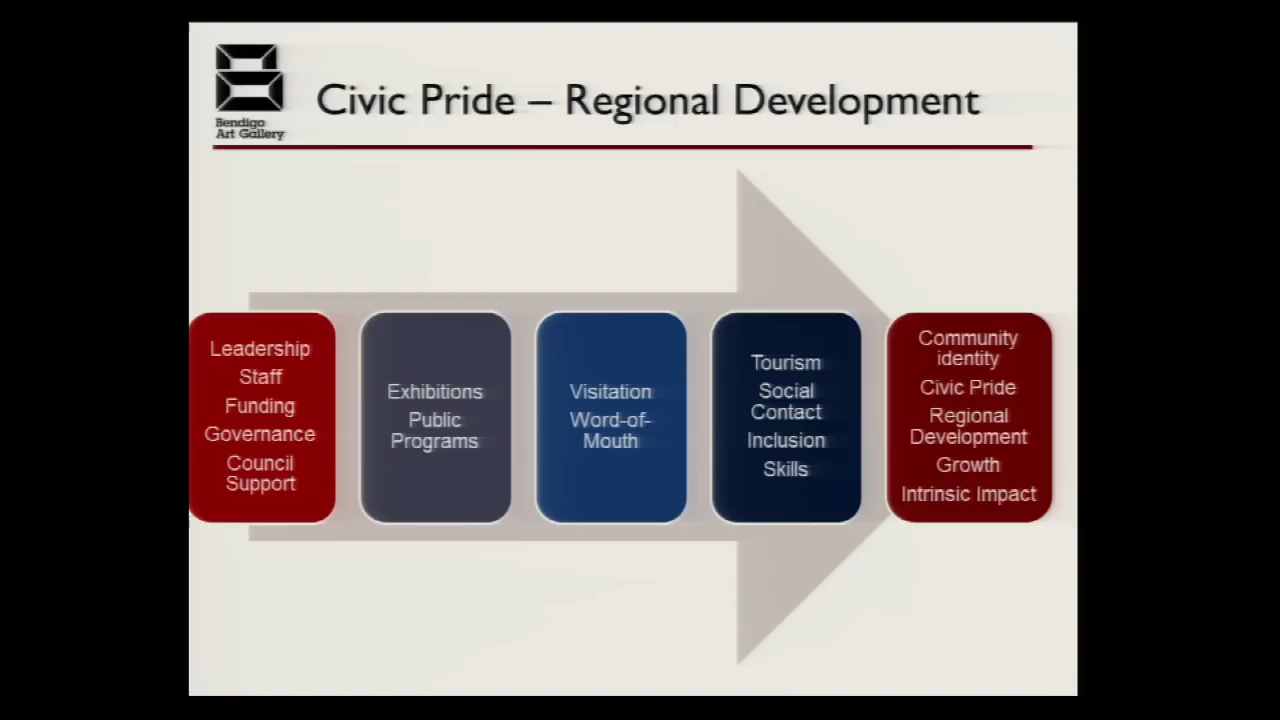 Bendigo
Art Gallery
Civic Pride – Regional Development
Leadership
Staff
Funding
Governance
Council
Support
Exhibitions
Public
Programs
Visitation
Word-of-
Mouth
Tourism
Social
Contact
Inclusion
Skills
Community
identity
Civic Pride
Regional
Development
Growth
Intrinsic Impact